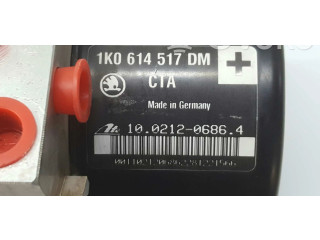 1K0 614 517 DM
CTA
Made in Germany
10.0212-0686.4